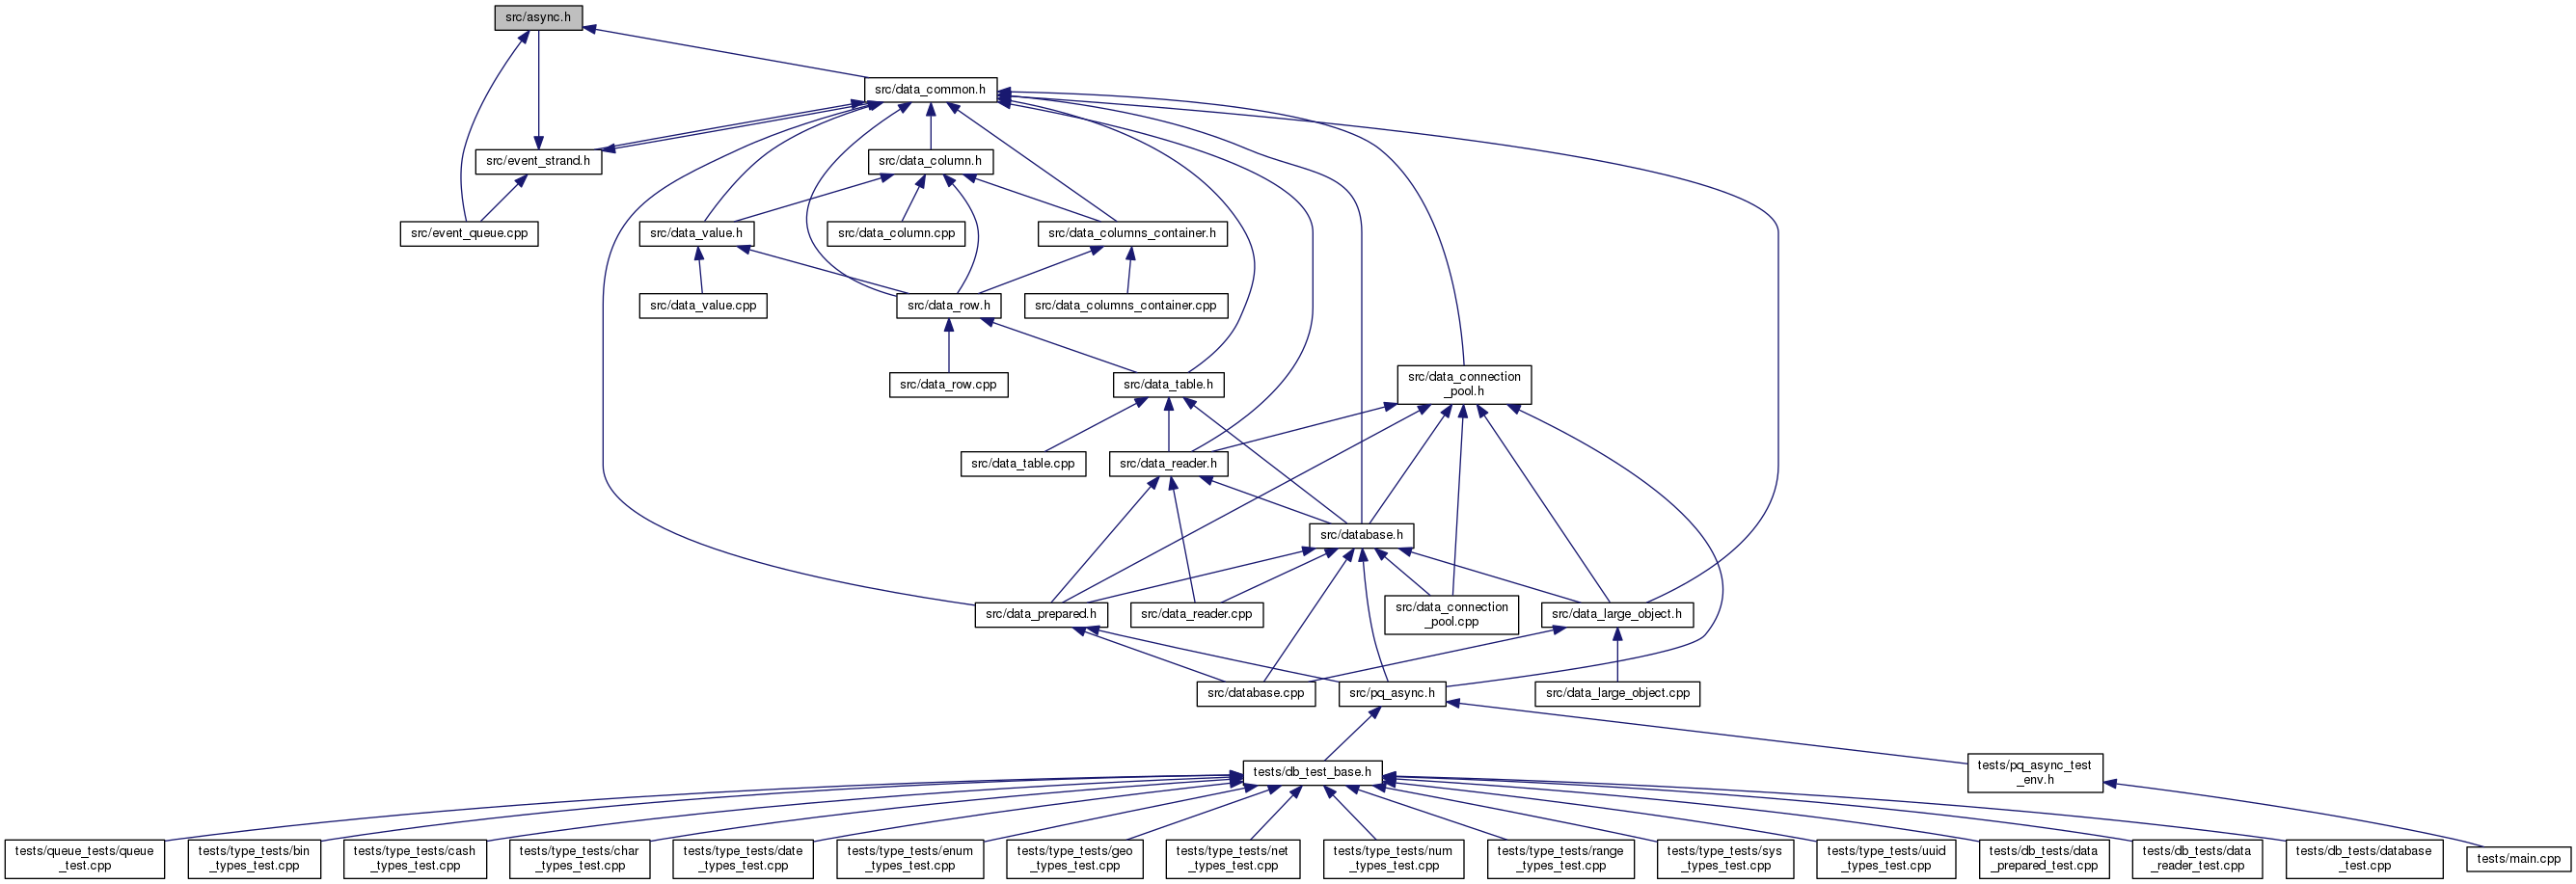 src/async.h
src/data_common.h
src/event_strand.h
src/data_column.h
src/event_queue.cpp
src/data_value.h
src/data_column.cpp
src/data_columns_container.h
src/data_value.cpp
src/data_row.h
src/data_columns_container.cpp
src/data_row.cpp
src/data_table.h
src/data_connection
_pool.h
src/data_table.cpp
src/data_reader.h
src/database.h
src/data_prepared.h
src/data_reader.cpp
src/data_connection
_pool.cpp
src/data_large_object.h
src/database.cpp
src/pq_async.h
src/data_large_object.cpp
tests/db_test_base.h
tests/pq_async_test
_env.h
tests/queue_tests/queue
_test.cpp
tests/type_tests/bin
_types_test.cpp
tests/type_tests/cash
_types_test.cpp
tests/type_tests/char
_types_test.cpp
tests/type_tests/date
_types_test.cpp
tests/type_tests/enum
_types_test.cpp
tests/type_tests/geo
_types_test.cpp
tests/type_tests/net
_types_test.cpp
tests/type_tests/num
_types_test.cpp
tests/type_tests/range
_types_test.cpp
tests/type_tests/sys
_types_test.cpp
tests/type_tests/uuid
_types_test.cpp
tests/db_tests/data
_prepared_test.cpp
tests/db_tests/data
_reader_test.cpp
tests/db_tests/database
_test.cpp
tests/main.cpp